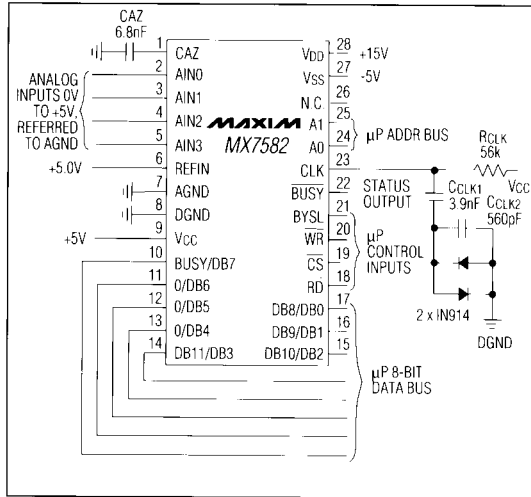 CAZ
6.8nF
1 CAZ
2 AIN0
3 AIN1
4 AIN2
5 AIN3
6 REFIN
7 AGND
8 DGND
9 VCC
10 BUSY/DB7
11 0/DB6
12 0/DB5
13 0/DB4
14 DB11/DB3
ANALOG
INPUTS 0V
TO +5V,
REFERRED
TO AGND
+5.0V
+5V
MAXIM
MX7582
VDD 28 +15V
VSS 27 -5V
N.C. 26
A1 25
A0 24
CLK 23
BUSY 22
BYSL 21
WR 20
CS 19
RD 18
DB8/DB0 17
DB9/DB1 16
DB10/DB2 15
µP ADDR BUS
STATUS
OUTPUT
µP
CONTROL
INPUTS
µP 8-BIT
DATA BUS
RCLK
56k
VCC
CCLK1
3.9nF
CCLK2
560pF
2 x IN914
DGND